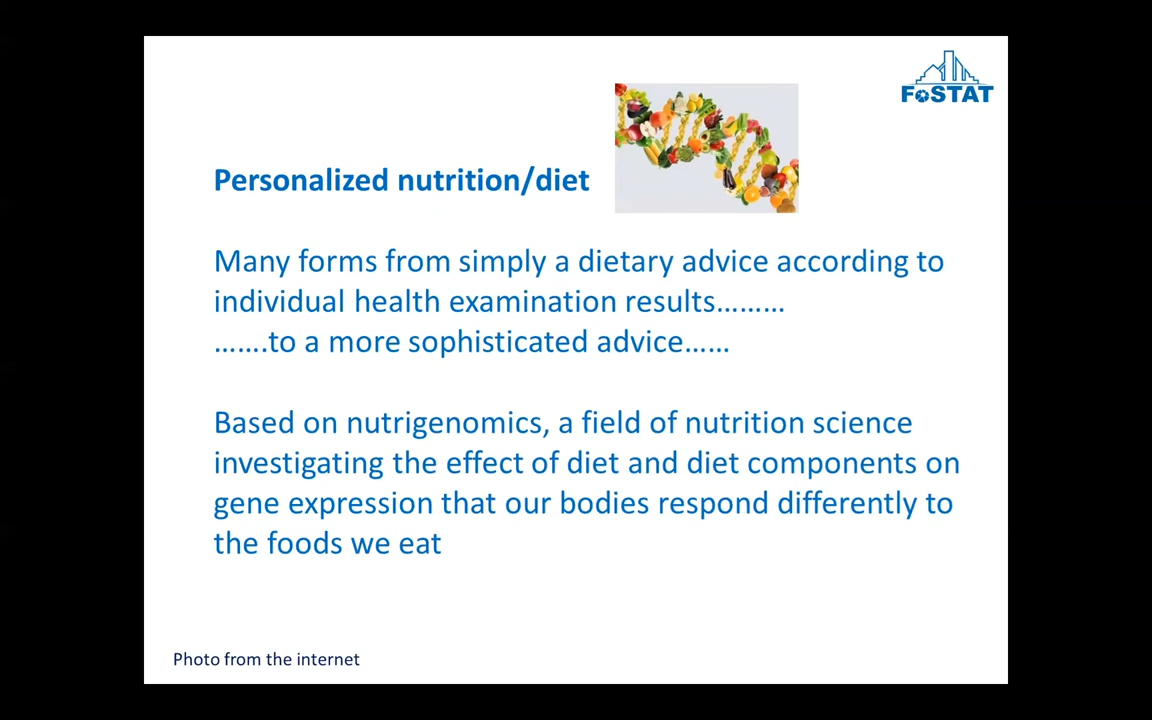 FoSTAT
Personalized nutrition/diet
Many forms from simply a dietary advice according to
individual health examination results………
…….to a more sophisticated advice……
Based on nutrigenomics, a field of nutrition science
investigating the effect of diet and diet components on
gene expression that our bodies respond differently to
the foods we eat
Photo from the internet